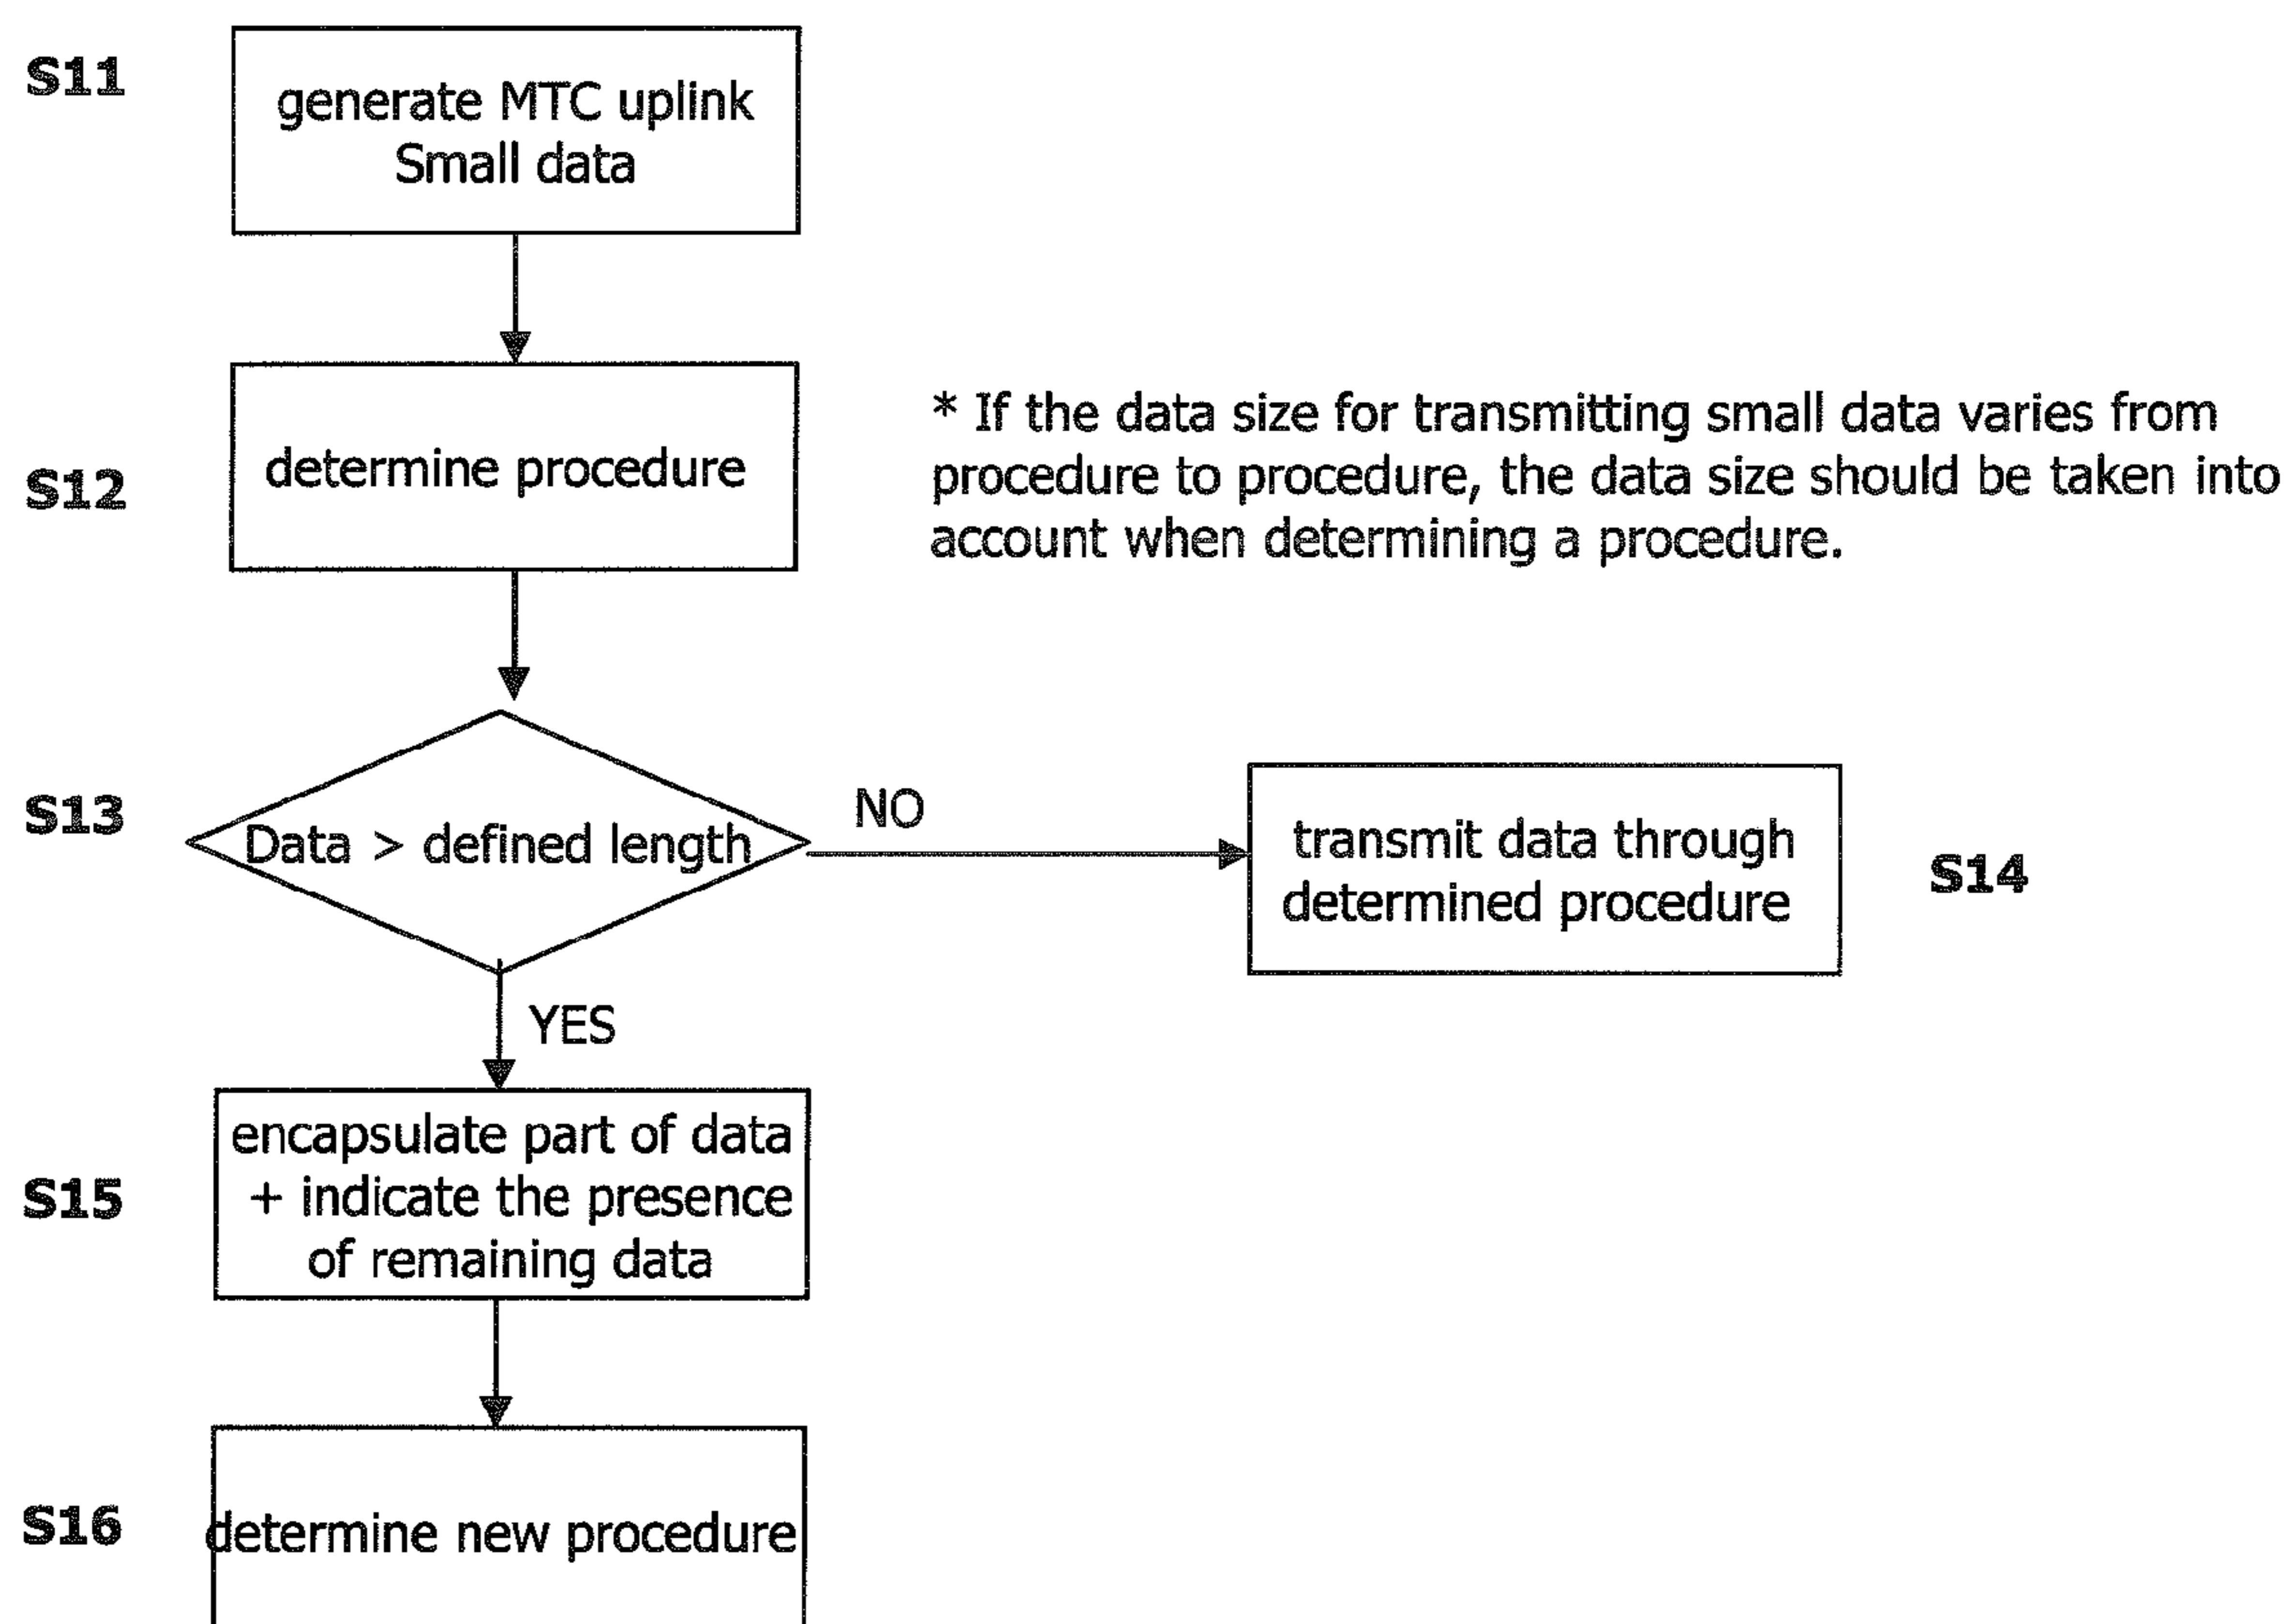 S11
generate MTC uplink
Small data
S12
determine procedure
* If the data size for transmitting small data varies from
procedure to procedure, the data size should be taken into
account when determining a procedure.
S13
Data > defined length
NO
transmit data through
determined procedure
S14
YES
S15
encapsulate part of data
+ indicate the presence
of remaining data
S16
determine new procedure